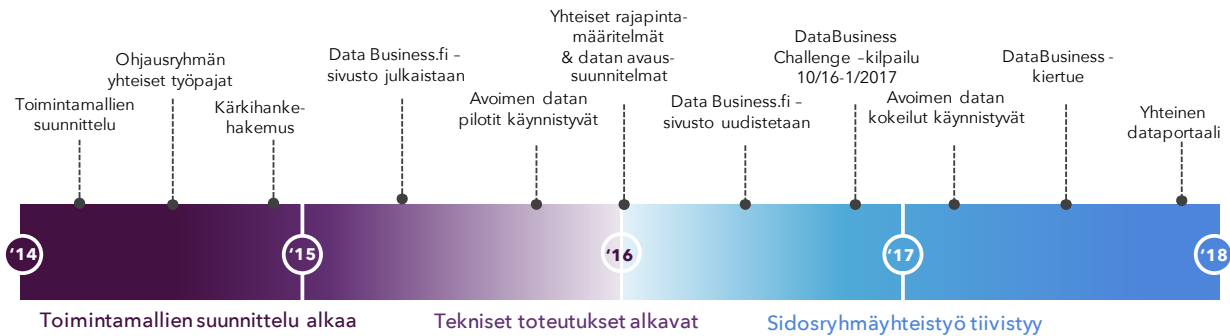 Toimintamallien
suunnittelu
Ohjausryhmän
yhteiset työpajat
Kärkihanke-
hakemus
Data Business.fi –
sivusto julkaistaan
Avoimen datan
pilotit käynnistyvät
Yhteiset rajapinta-
määritelmät
& datan avaus-
suunnitelmat
Data Business.fi –
sivusto uudistetaan
DataBusiness
Challenge –kilpailu
10/16-1/2017
Avoimen datan
kokeilut käynnistyvät
DataBusiness -
kiertue
Yhteinen
dataportaali
'14
'15
'16
'17
'18
Toimintamallien suunnittelu alkaa
Tekniset toteutukset alkavat
Sidosryhmäyhteistyö tiivistyy